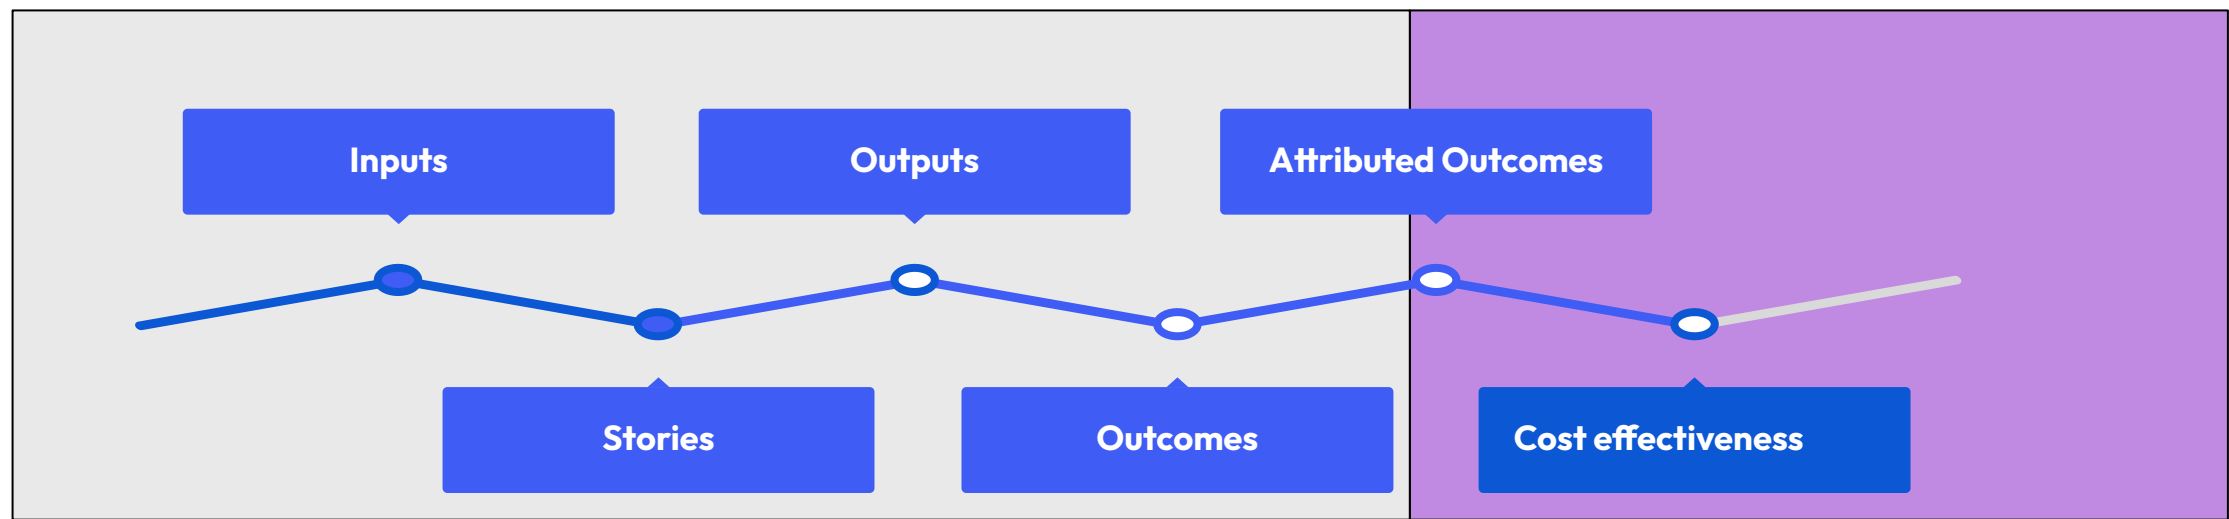 Inputs
Outputs
Attributed Outcomes
Stories
Outcomes
Cost effectiveness